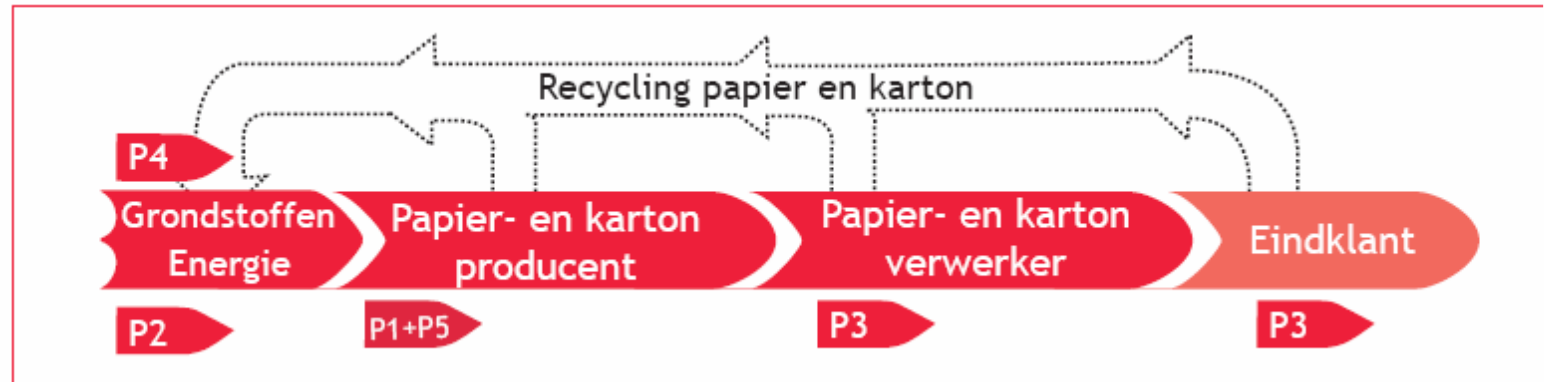 Recycling papier en karton
P4
Grondstoffen
Energie
Papier- en karton
producent
Papier- en karton
verwerker
Eindklant
P2
P1+P5
P3
P3